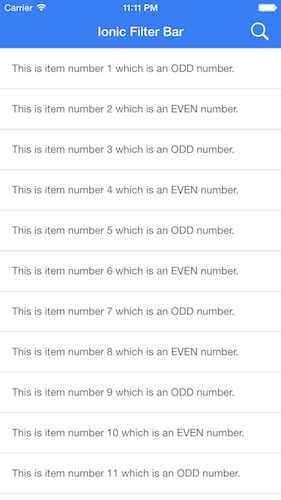 Carrier 11:11 PM
Ionic Filter Bar
This is item number 1 which is an ODD number.
This is item number 2 which is an EVEN number.
This is item number 3 which is an ODD number.
This is item number 4 which is an EVEN number.
This is item number 5 which is an ODD number.
This is item number 6 which is an EVEN number.
This is item number 7 which is an ODD number.
This is item number 8 which is an EVEN number.
This is item number 9 which is an ODD number.
This is item number 10 which is an EVEN number.
This is item number 11 which is an ODD number.